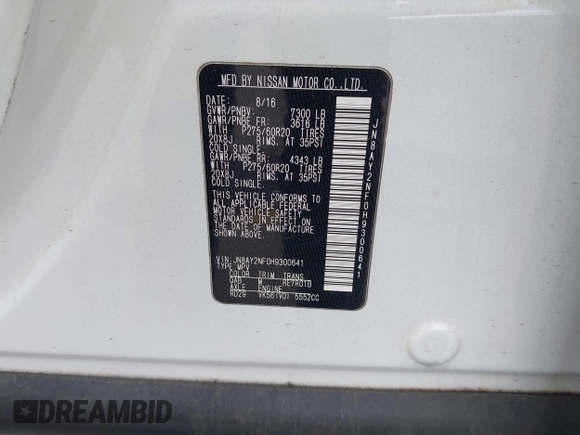 MFD BY NISSAN MOTOR CO.,LTD.
DATE: 8/16
GVWR/PNBV: 7300 LB
GAWR/PNBE FR: 3616 LB
WITH P275/60R20 TIRES
20X8J RIMS. AT 35PSI
COLD SINGLE.
GAWR/PNBE RR: 4343 LB
WITH P275/60R20 TIRES
20X8J RIMS. AT 35PSI
COLD SINGLE.
THIS VEHICLE CONFORMS TO
ALL APPLICABLE FEDERAL
MOTOR VEHICLE SAFETY
STANDARDS IN EFFECT ON
THE DATE OF MANUFACTURE
SHOWN ABOVE.
VIN: JN8AY2NF0H9300641
TYPE: MPV
COLOR TRIM TRANS
QAB W RE7R01B
AXLE ENGINE
RD29 VK56(VD) 5552CC
JN8AY2NF0H9300641
DREAMBID